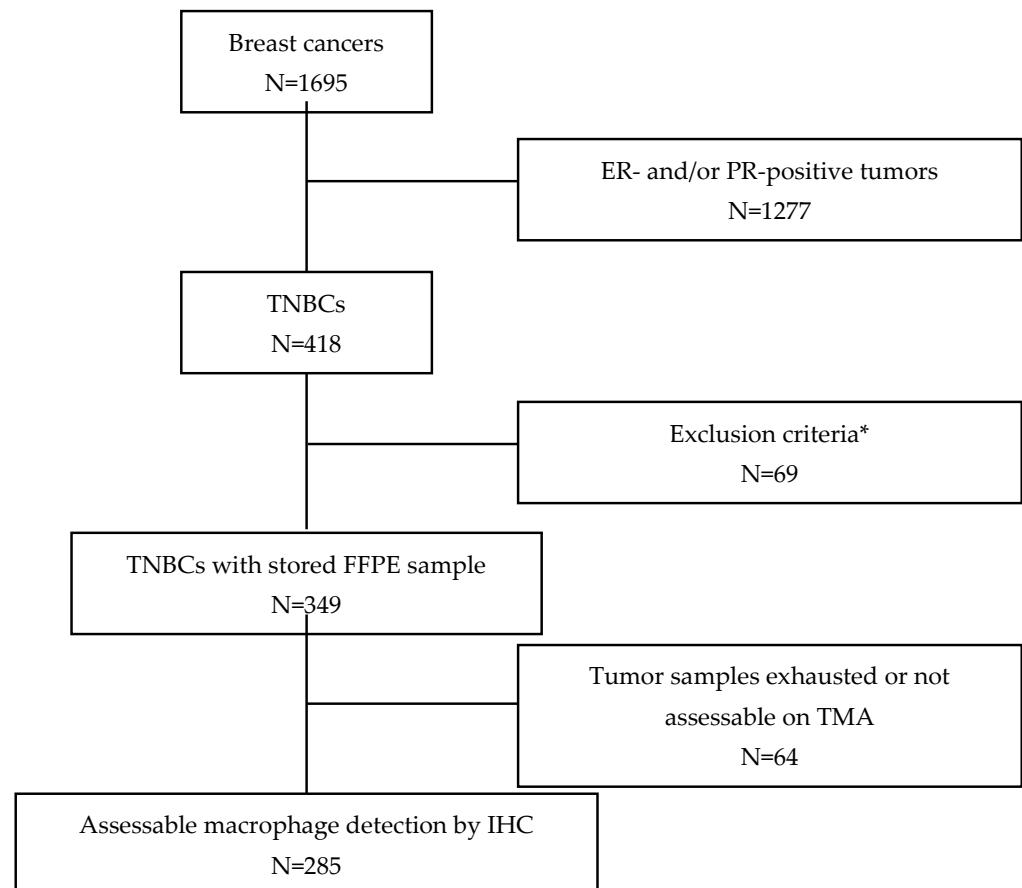 Breast cancers
N=1695
ER- and/or PR-positive tumors
N=1277
TNBCs
N=418
Exclusion criteria*
N=69
TNBCs with stored FFPE sample
N=349
Tumor samples exhausted or not
assessable on TMA
N=64
Assessable macrophage detection by IHC
N=285